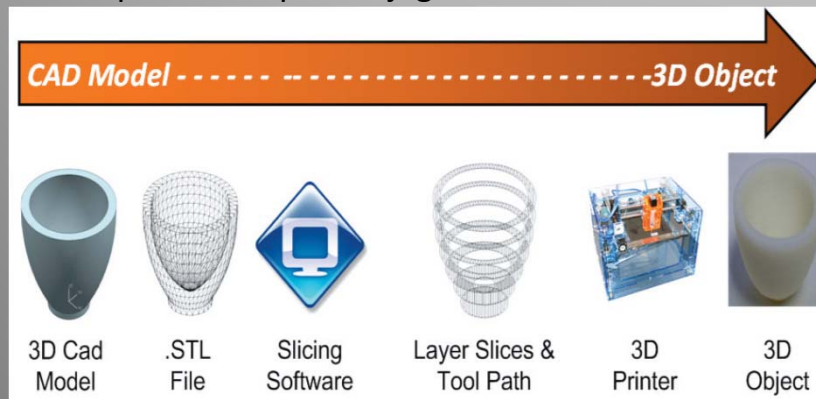 CAD Model - - - - - - -- - - - - - - - - - - - - - - - - - - - - - - -3D Object
3D Cad
Model
.STL
File
Slicing
Software
Layer Slices &
Tool Path
3D
Printer
3D
Object